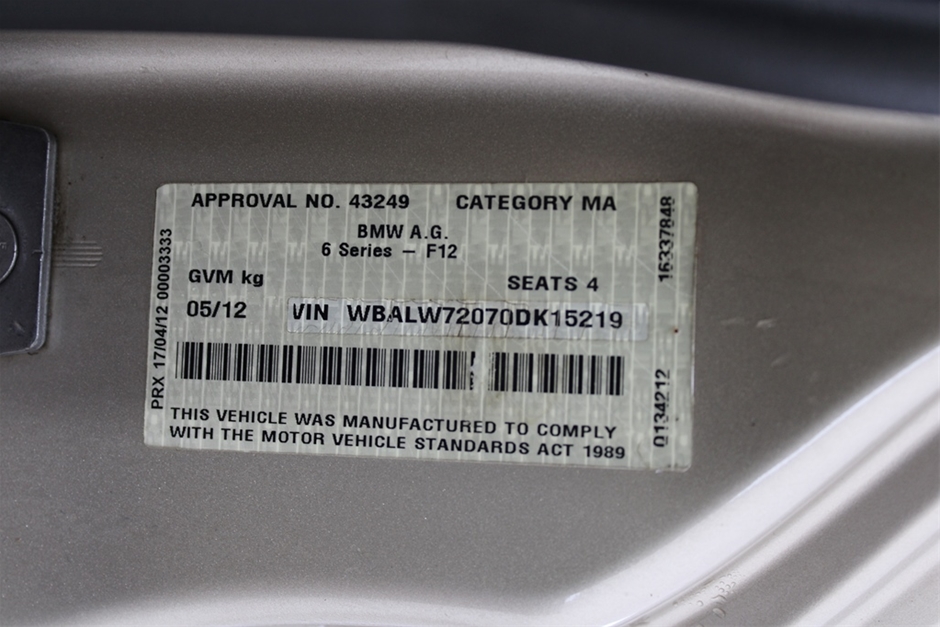 APPROVAL NO. 43249 CATEGORY MA
BMW A.G.
6 Series – F12
GVM kg SEATS 4
05/12 VIN WBALW72070DK15219
THIS VEHICLE WAS MANUFACTURED TO COMPLY
WITH THE MOTOR VEHICLE STANDARDS ACT 1989
PRX 17/04/12 00003333
16337848
0134212